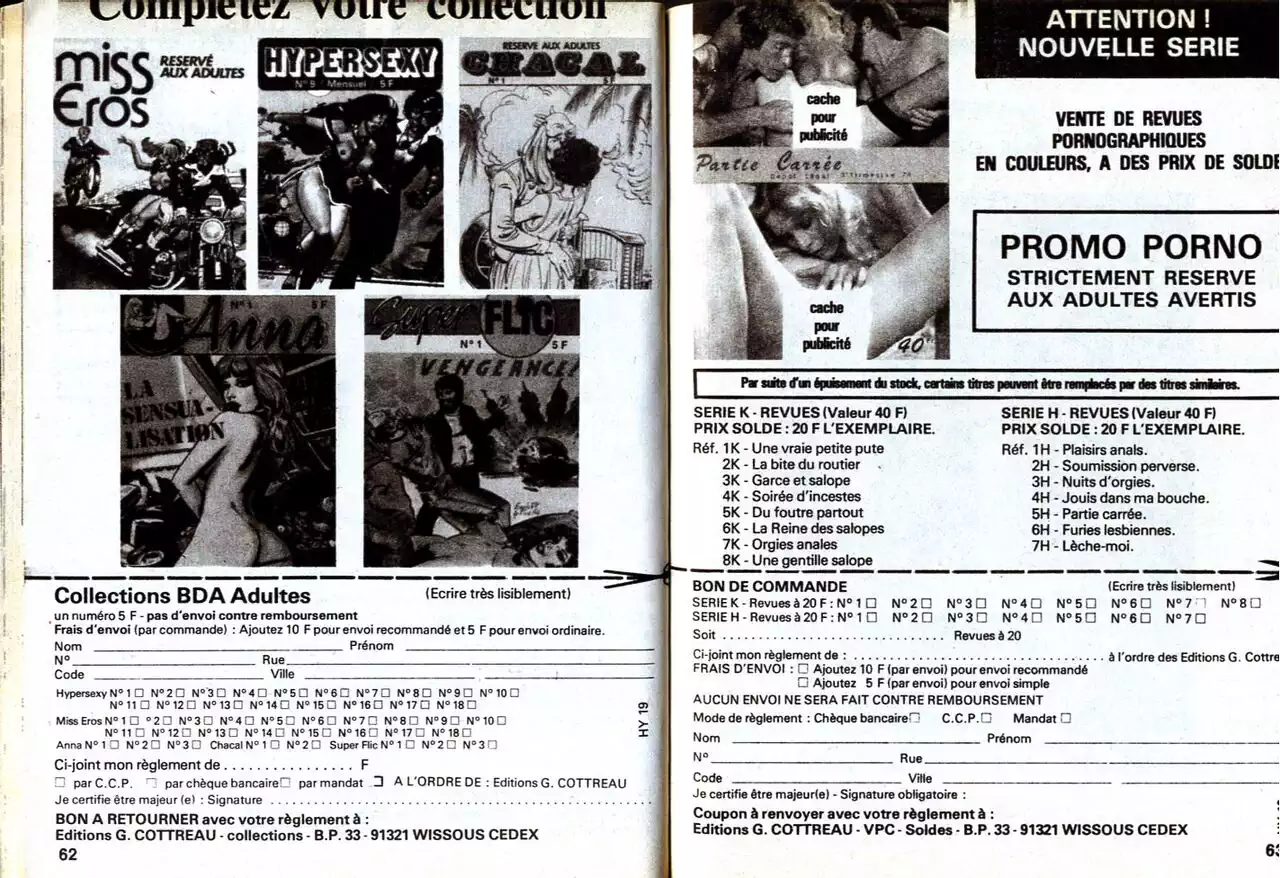 Complétez votre collection
miss
Eros
RESERVÉ
AUX ADULTES
HYPERSEXY
N° 9 Mensuel 5 F
RESERVE AUX ADULTES
CHACAL
N° 1 5 F
N° 1 5 F
Anna
LA
SENSUA-
LISATION
Super FLIC
N° 1 5 F
VENGEANCE!
Collections BDA Adultes (Ecrire très lisiblement)
un numéro 5 F - pas d'envoi contre remboursement
Frais d'envoi (par commande) : Ajoutez 10 F pour envoi recommandé et 5 F pour envoi ordinaire.
Nom Prénom
N° Rue
Code Ville
Hypersexy N° 1 □ N° 2 □ N° 3 □ N° 4 □ N° 5 □ N° 6 □ N° 7 □ N° 8 □ N° 9 □ N° 10 □
N° 11 □ N° 12 □ N° 13 □ N° 14 □ N° 15 □ N° 16 □ N° 17 □ N° 18 □
Miss Eros N° 1 □ ° 2 □ N° 3 □ N° 4 □ N° 5 □ N° 6 □ N° 7 □ N° 8 □ N° 9 □ N° 10 □
N° 11 □ N° 12 □ N° 13 □ N° 14 □ N° 15 □ N° 16 □ N° 17 □ N° 18 □
Anna N° 1 □ N° 2 □ N° 3 □ Chacal N° 1 □ N° 2 □ Super Flic N° 1 □ N° 2 □ N° 3 □
HY 19
Ci-joint mon règlement de . . . . . . . . . . . . . . . F
□ par C.C.P. □ par chèque bancaire □ par mandat □ A L'ORDRE DE : Editions G. COTTREAU
Je certifie être majeur (e) : Signature . . . . . . . . . . . . . . . . . . . . . . . . . . . . . . . . . . . . . . . .
BON A RETOURNER avec votre règlement à :
Editions G. COTTREAU - collections - B.P. 33 - 91321 WISSOUS CEDEX
62
cache
pour
publicité
Partie Carrée
cache
pour
publicité
40F
ATTENTION !
NOUVELLE SERIE
VENTE DE REVUES
PORNOGRAPHIQUES
EN COULEURS, A DES PRIX DE SOLDE
PROMO PORNO
STRICTEMENT RESERVE
AUX ADULTES AVERTIS
Par suite d'un épuisement du stock, certains titres peuvent être remplacés par des titres similaires.
SERIE K - REVUES (Valeur 40 F)
PRIX SOLDE : 20 F L'EXEMPLAIRE.
Réf. 1K - Une vraie petite pute
2K - La bite du routier
3K - Garce et salope
4K - Soirée d'incestes
5K - Du foutre partout
6K - La Reine des salopes
7K - Orgies anales
8K - Une gentille salope
SERIE H - REVUES (Valeur 40 F)
PRIX SOLDE : 20 F L'EXEMPLAIRE.
Réf. 1H - Plaisirs anals.
2H - Soumission perverse.
3H - Nuits d'orgies.
4H - Jouis dans ma bouche.
5H - Partie carrée.
6H - Furies lesbiennes.
7H - Lèche-moi.
BON DE COMMANDE (Ecrire très lisiblement)
SERIE K - Revues à 20 F : N° 1 □ N° 2 □ N° 3 □ N° 4 □ N° 5 □ N° 6 □ N° 7 □ N° 8 □
SERIE H - Revues à 20 F : N° 1 □ N° 2 □ N° 3 □ N° 4 □ N° 5 □ N° 6 □ N° 7 □
Soit . . . . . . . . . . . . . . . . . . . . . . . . . . . . . . Revues à 20
Ci-joint mon règlement de : . . . . . . . . . . . . . . . . . . . . . . . . . . . . . . . . . à l'ordre des Editions G. Cottre
FRAIS D'ENVOI : □ Ajoutez 10 F (par envoi) pour envoi recommandé
□ Ajoutez 5 F (par envoi) pour envoi simple
AUCUN ENVOI NE SERA FAIT CONTRE REMBOURSEMENT
Mode de règlement : Chèque bancaire □ C.C.P. □ Mandat □
Nom Prénom
N° Rue
Code Ville
Je certifie être majeur(e) - Signature obligatoire :
Coupon à renvoyer avec votre règlement à :
Editions G. COTTREAU - VPC - Soldes - B.P. 33 - 91321 WISSOUS CEDEX
63